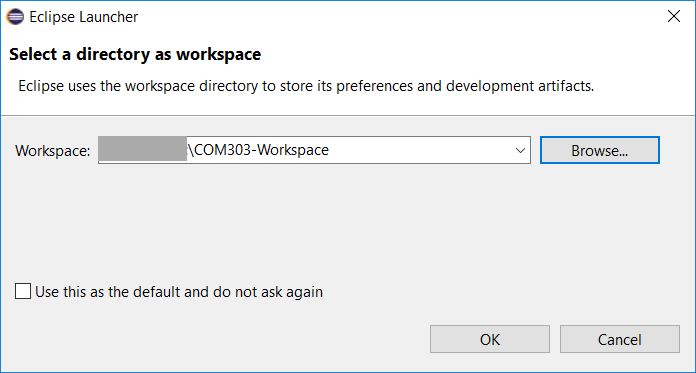 Eclipse Launcher
Select a directory as workspace
Eclipse uses the workspace directory to store its preferences and development artifacts.
Workspace: \COM303-Workspace Browse...
Use this as the default and do not ask again
OK Cancel